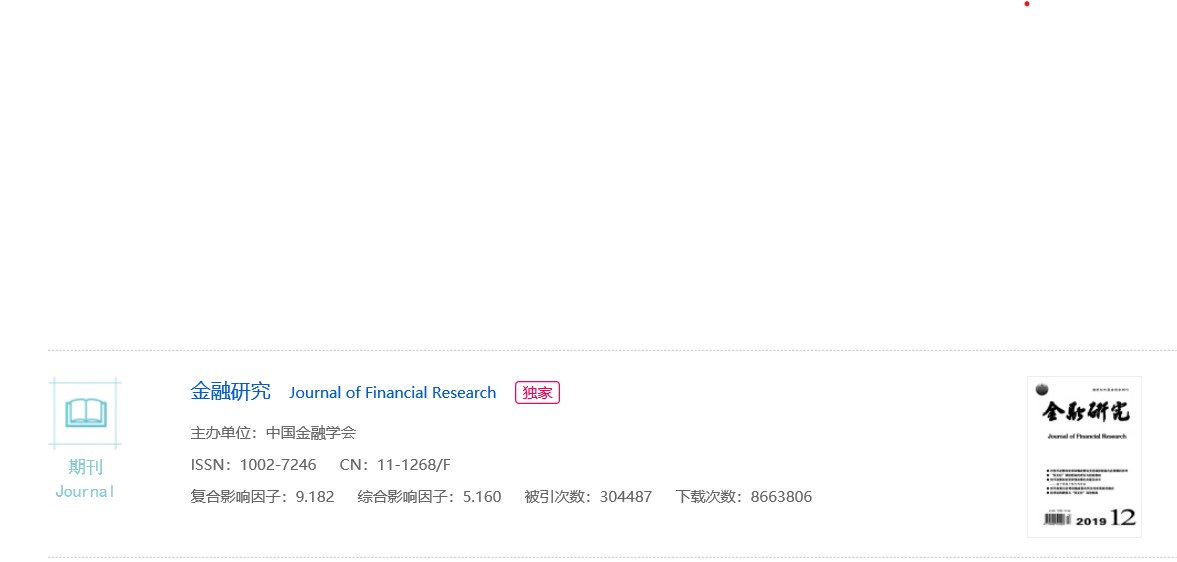 金融研究 Journal of Financial Research 独家
主办单位：中国金融学会
ISSN：1002-7246 CN：11-1268/F
复合影响因子：9.182 综合影响因子：5.160 被引次数：304487 下载次数：8663806
期刊
Journal
金融研究
Journal of Financial Research
2019 12